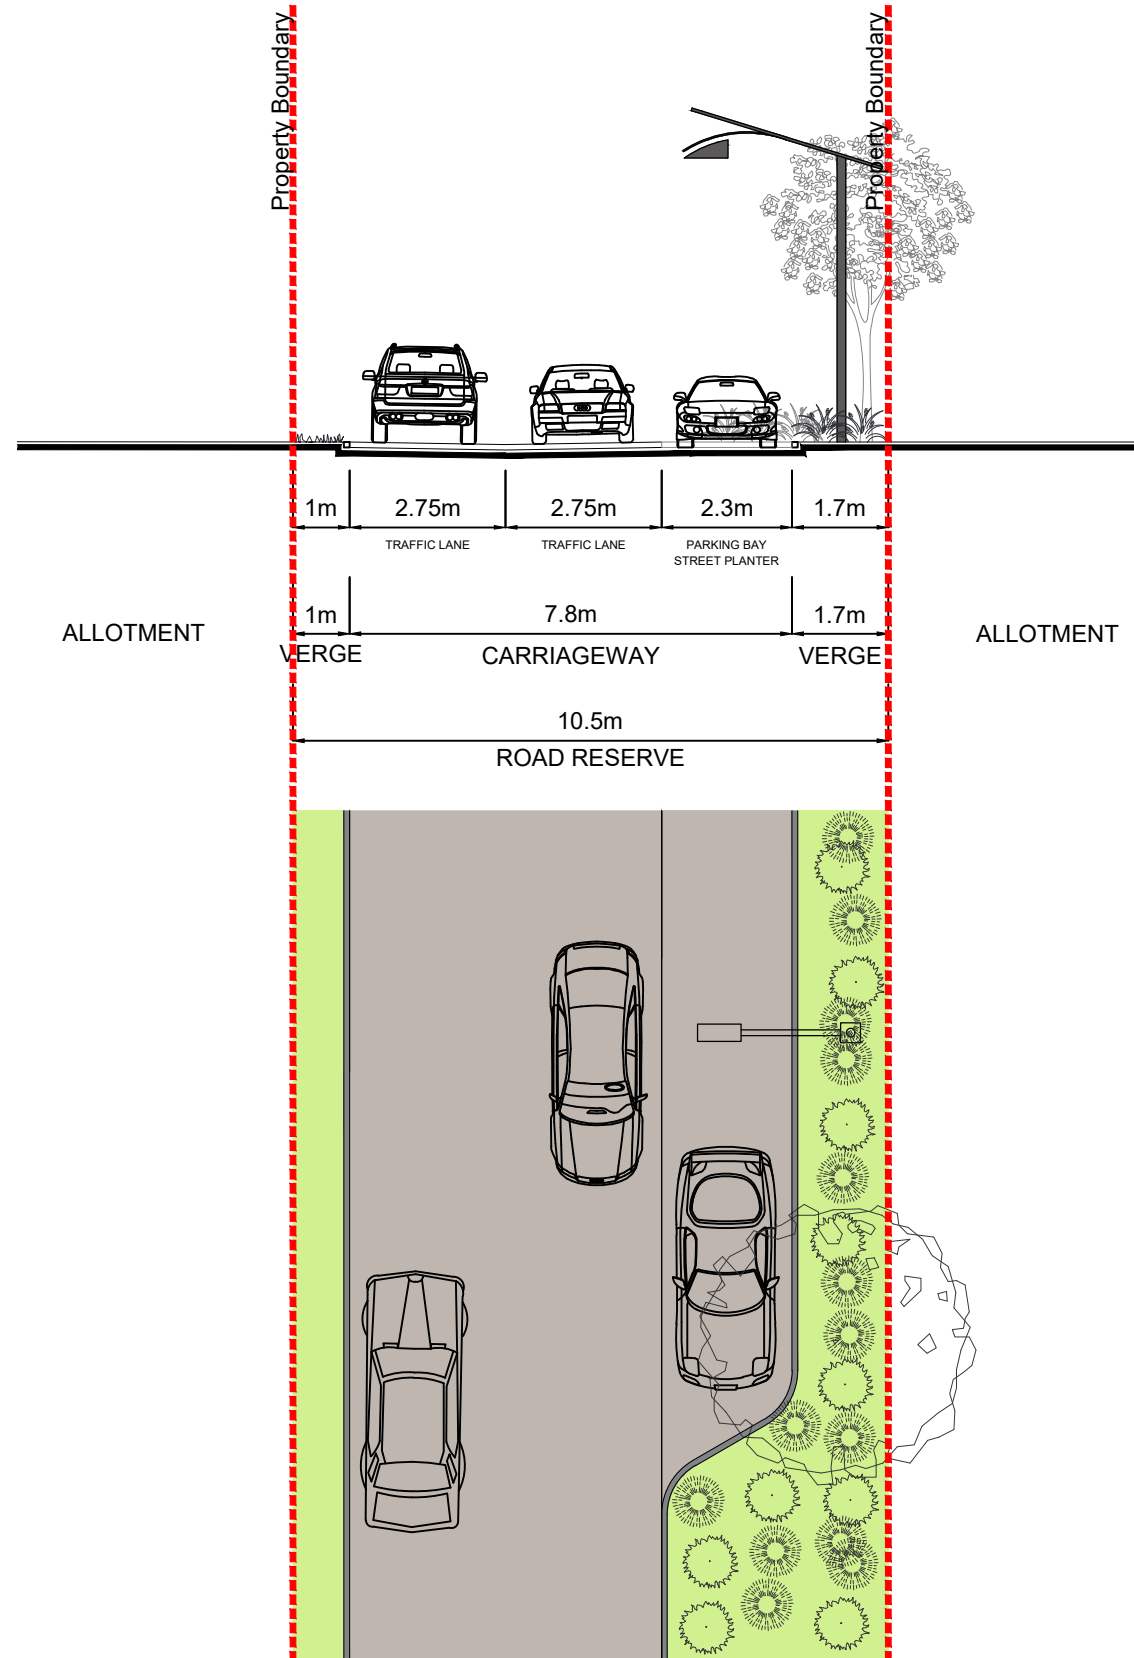 Property Boundary
Property Boundary
1m
2.75m
2.75m
2.3m
1.7m
TRAFFIC LANE
TRAFFIC LANE
PARKING BAY
STREET PLANTER
1m
7.8m
1.7m
ALLOTMENT
VERGE
CARRIAGEWAY
VERGE
ALLOTMENT
10.5m
ROAD RESERVE